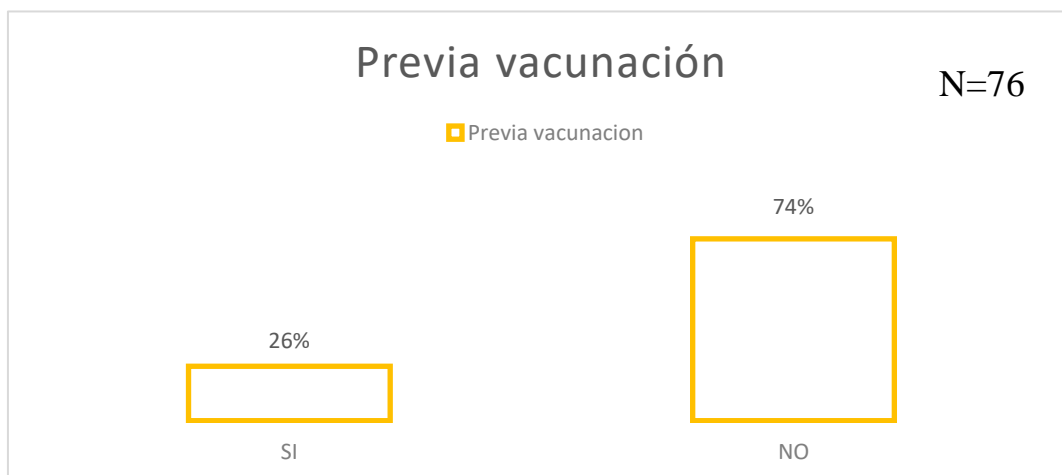 Previa vacunación
N=76
Previa vacunacion
74%
26%
SI
NO